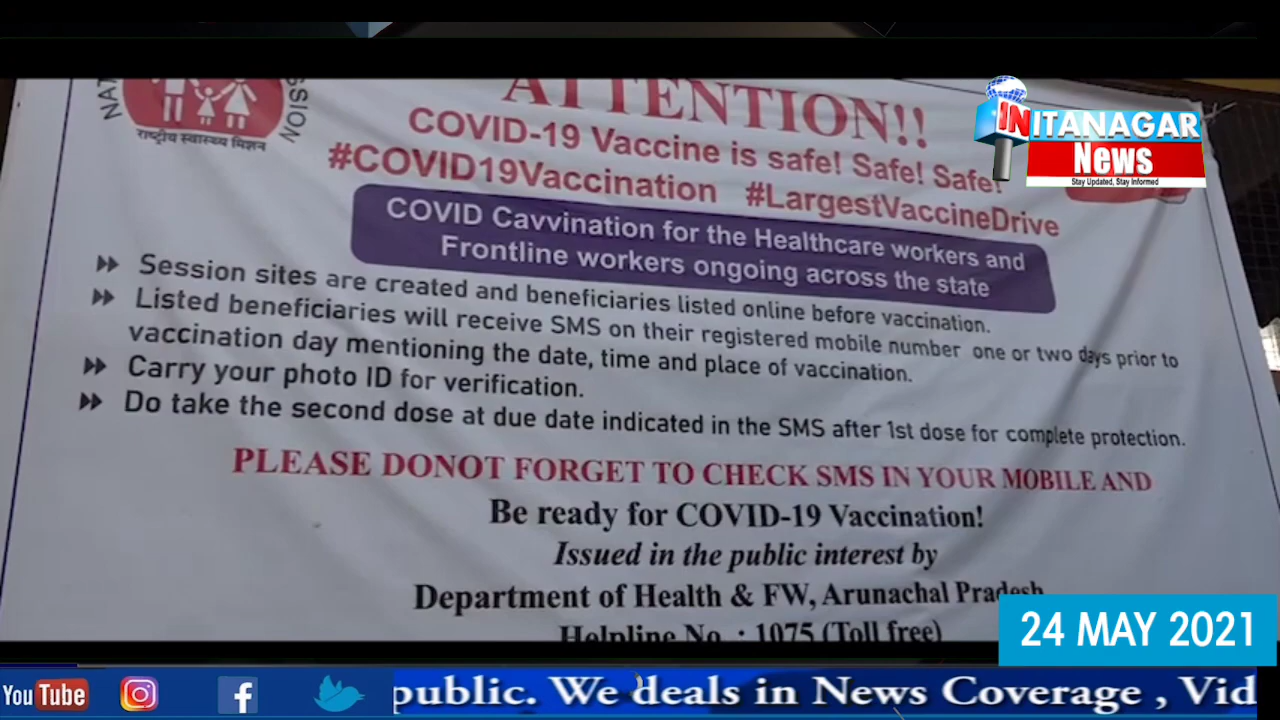 ATTENTION!!
COVID-19 Vaccine is safe! Safe! Safe!
#COVID19Vaccination #LargestVaccineDrive
COVID Cavvination for the Healthcare workers and
Frontline workers ongoing across the state
Session sites are created and beneficiaries listed online before vaccination.
Listed beneficiaries will receive SMS on their registered mobile number one or two days prior to
vaccination day mentioning the date, time and place of vaccination.
Carry your photo ID for verification.
Do take the second dose at due date indicated in the SMS after 1st dose for complete protection.
PLEASE DONOT FORGET TO CHECK SMS IN YOUR MOBILE AND
Be ready for COVID-19 Vaccination!
Issued in the public interest by
Department of Health & FW, Arunachal Pradesh
Helpline No. : 1075 (Toll free)
राष्ट्रीय स्वास्थ्य मिशन
IN ITANAGAR
News
Stay Updated, Stay Informed
24 MAY 2021
YouTube
public. We deals in News Coverage , Vid